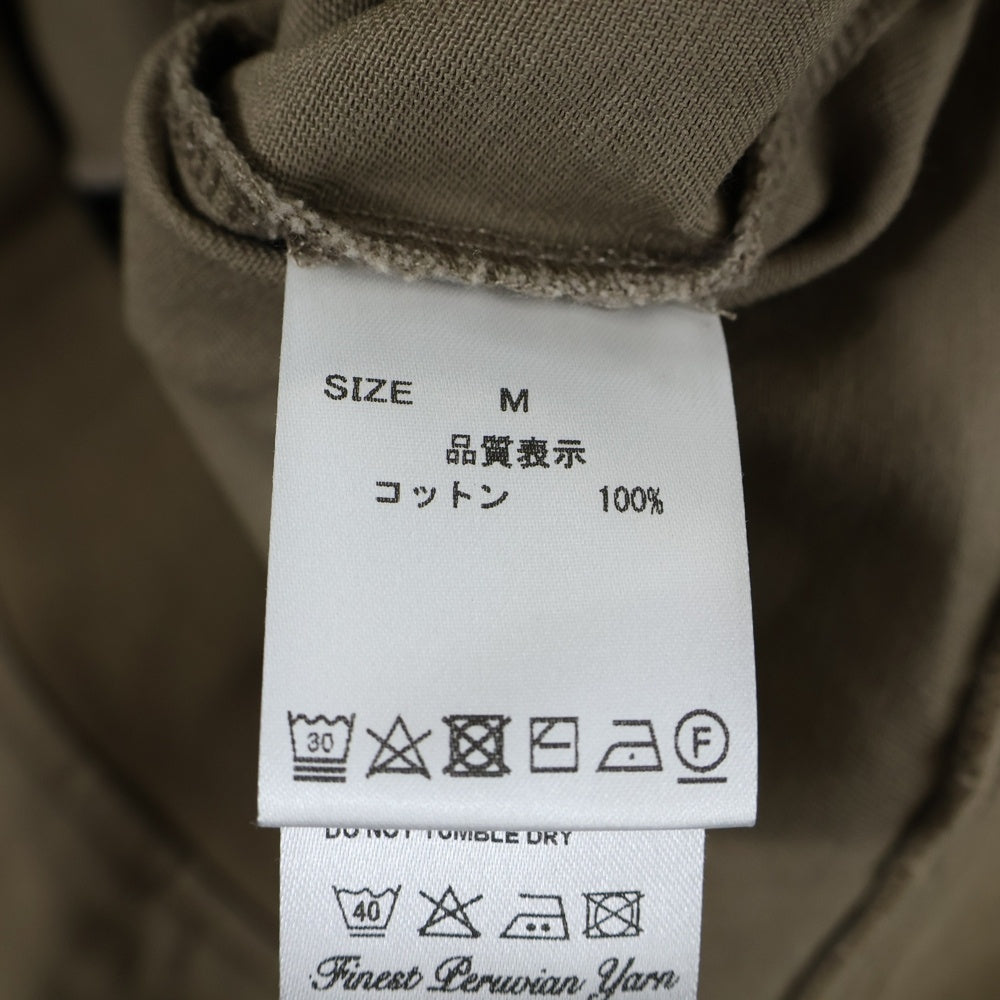 SIZE M
品質表示
コットン 100%
30 F
DO NOT TUMBLE DRY
40
Finest Peruvian Yarn